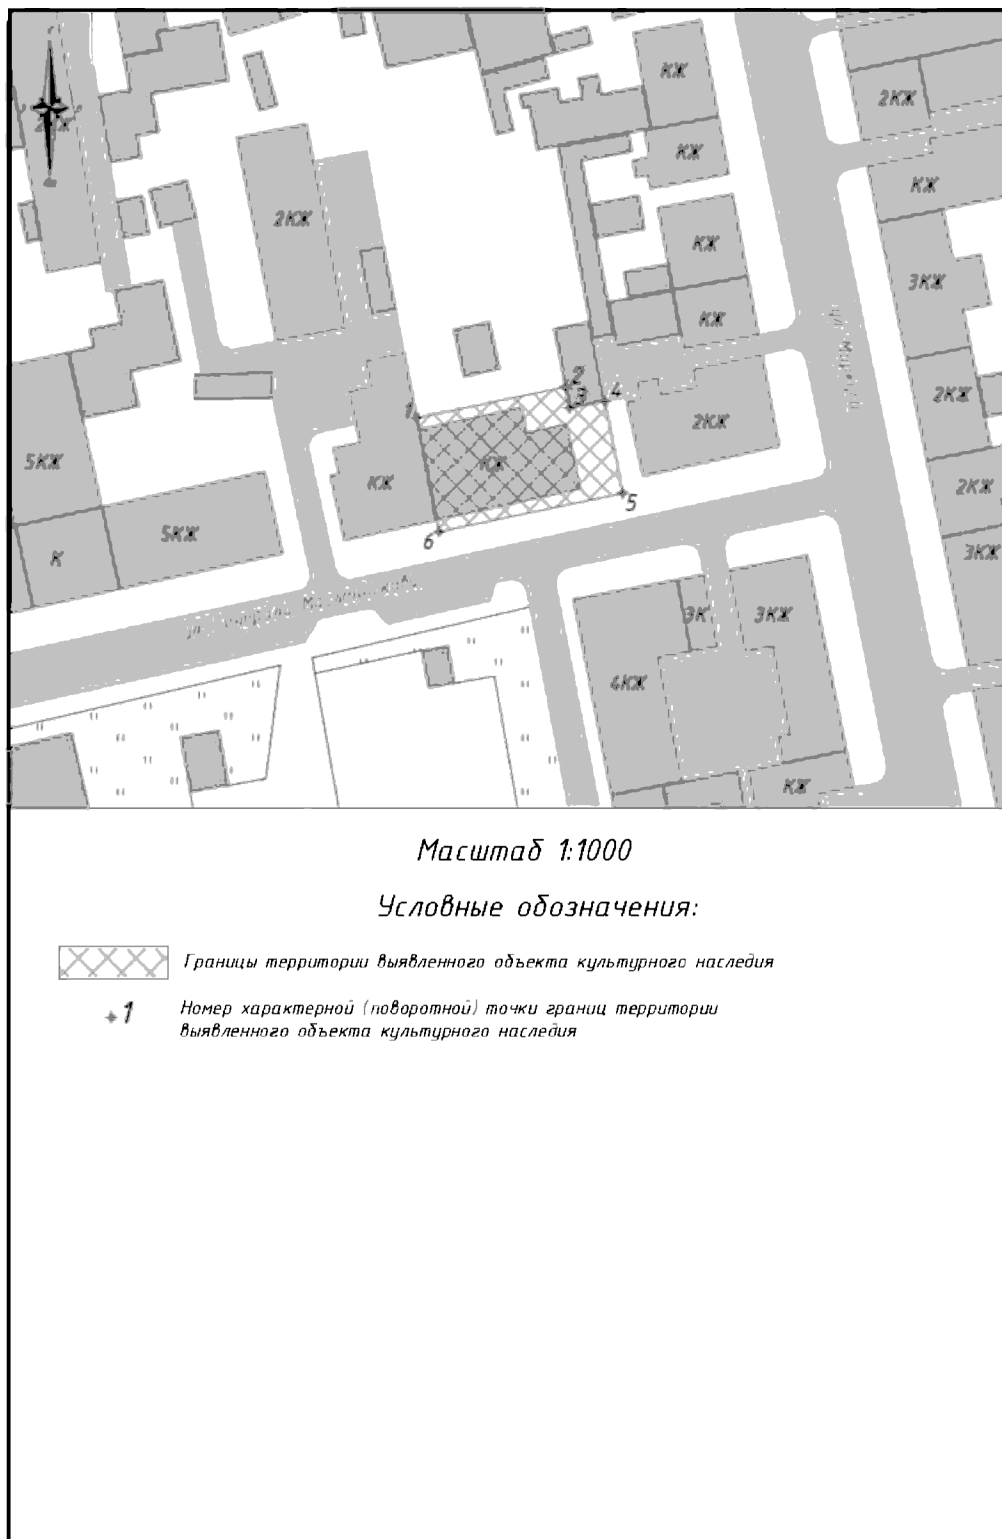 КЖ
2КЖ
КЖ
КЖ
2КЖ
КЖ
3КЖ
КЖ
2
1
3
4
2КЖ
2КЖ
5КЖ
КЖ
КЖ
5
2КЖ
К
5КЖ
6
3КЖ
3К
3КЖ
4КЖ
КЖ
Масштаб 1:1000
Условные обозначения:
Границы территории выявленного объекта культурного наследия
1
Номер характерной (поворотной) точки границ территории
выявленного объекта культурного наследия